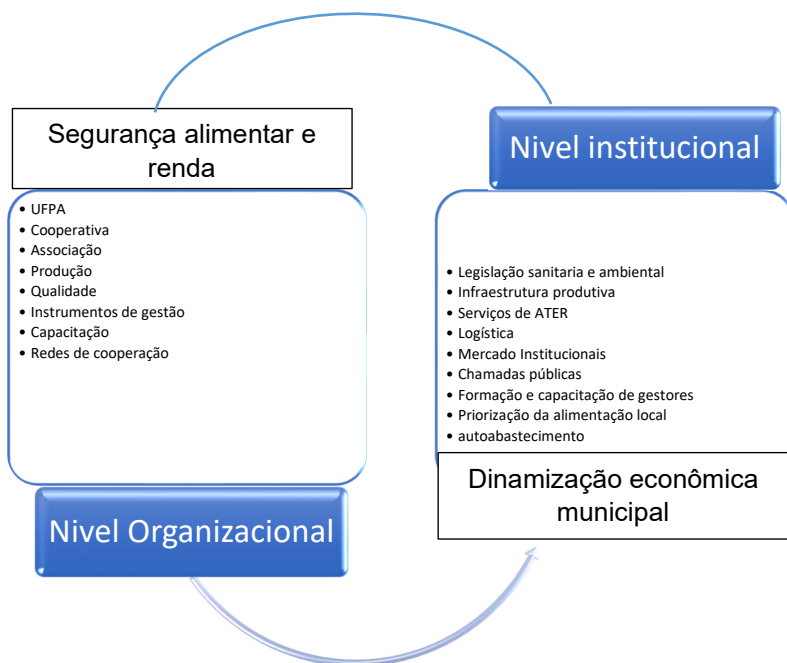 Segurança alimentar e
renda
• UFPA
• Cooperativa
• Associação
• Produção
• Qualidade
• Instrumentos de gestão
• Capacitação
• Redes de cooperação
Nivel Organizacional
Nivel institucional
• Legislação sanitaria e ambiental
• Infraestrutura produtiva
• Serviços de ATER
• Logística
• Mercado Institucionais
• Chamadas públicas
• Formação e capacitação de gestores
• Priorização da alimentação local
• autoabastecimento
Dinamização econômica
municipal